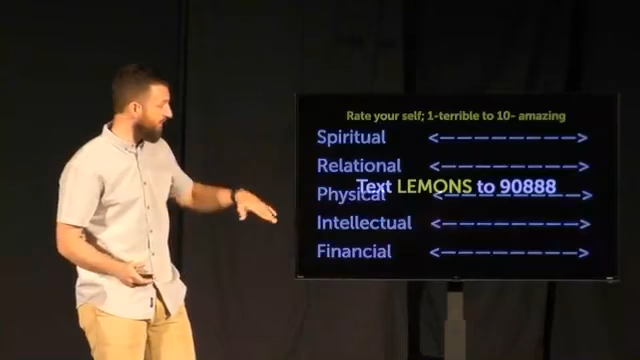 Rate your self; 1-terrible to 10- amazing
Spiritual <–––––––––>
Relational <–––––––––>
Text LEMONS to 90888
Physical <–––––––––>
Intellectual <–––––––––>
Financial <–––––––––>